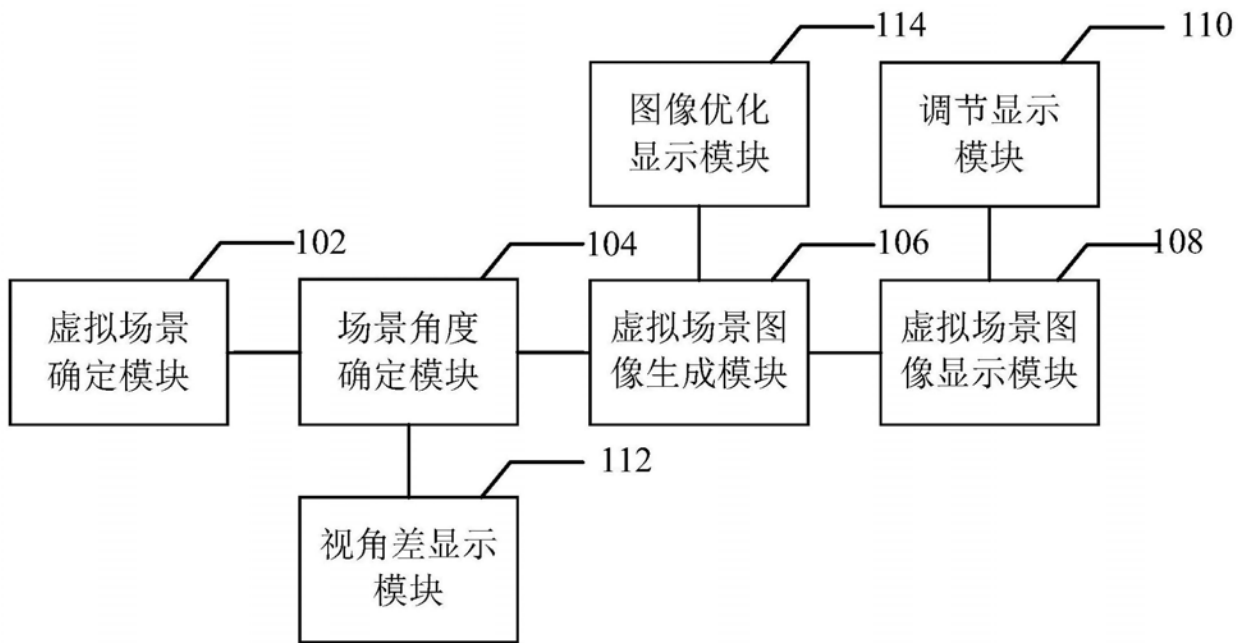 114
110
图像优化
显示模块
调节显示
模块
102
104
106
108
虚拟场景
确定模块
场景角度
确定模块
虚拟场景图
像生成模块
虚拟场景图
像显示模块
112
视角差显示
模块